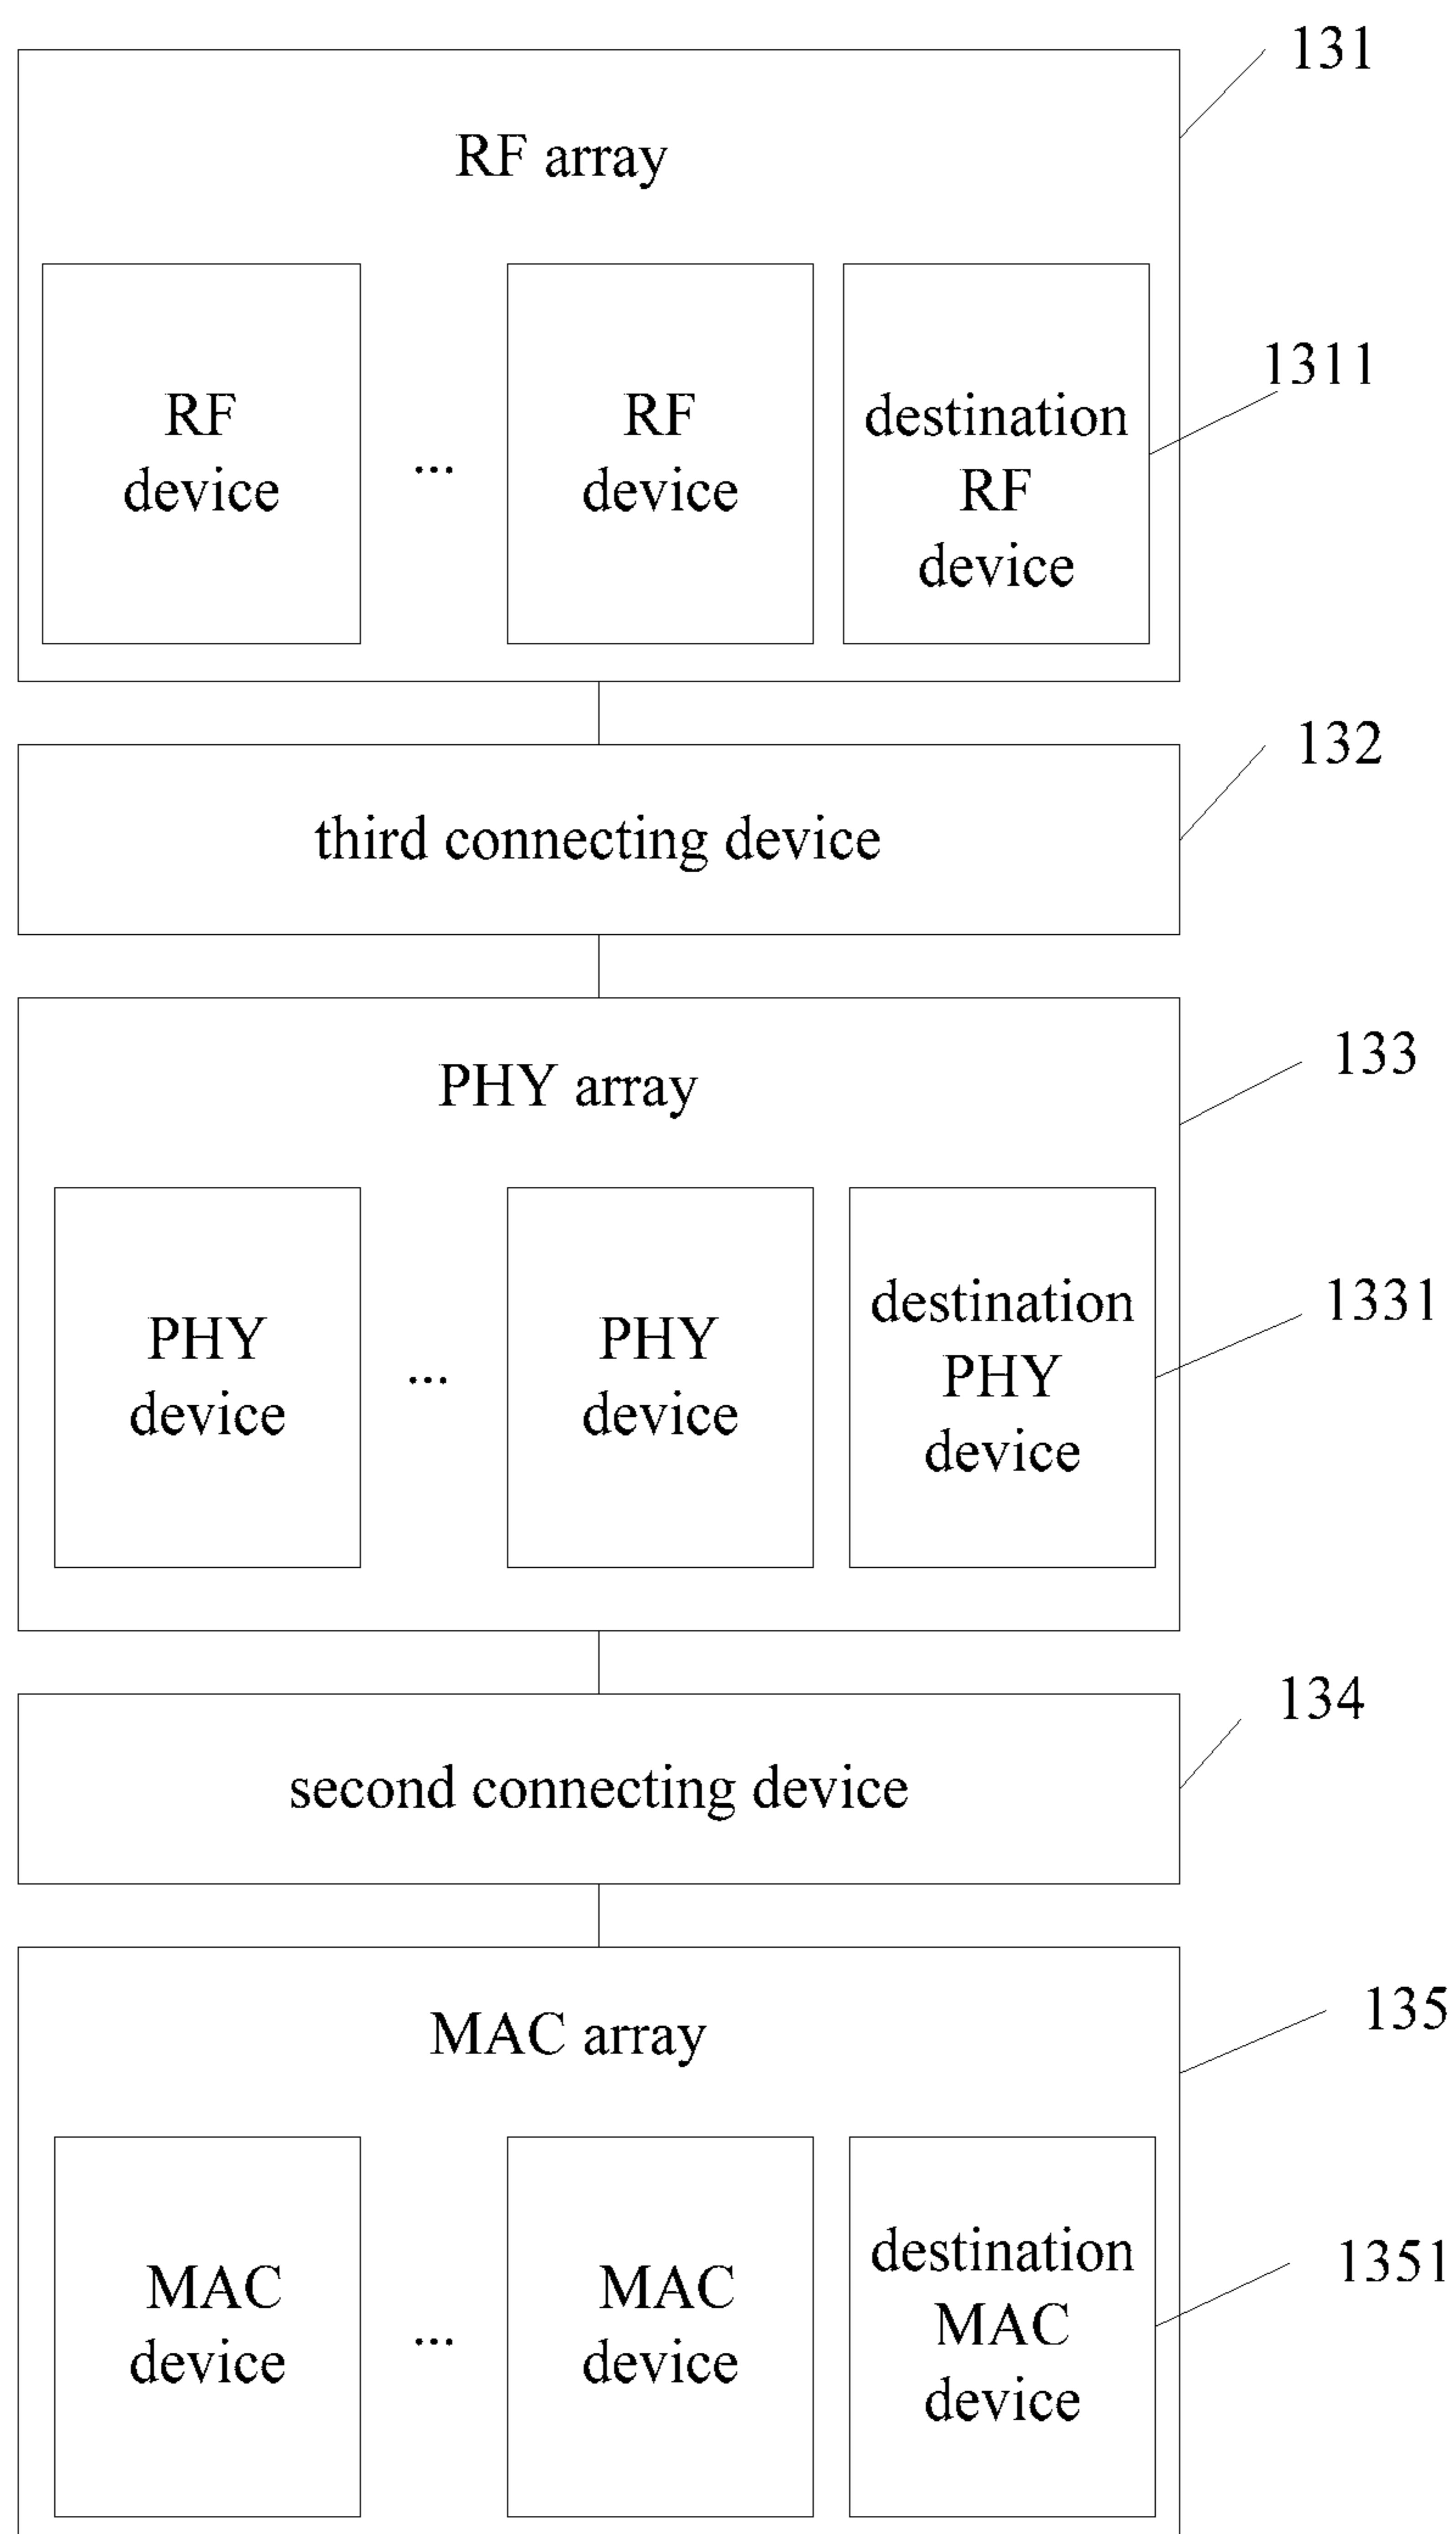 131
RF array
1311
RF
device
...
RF
device
destination
RF
device
132
third connecting device
133
PHY array
1331
PHY
device
...
PHY
device
destination
PHY
device
134
second connecting device
135
MAC array
1351
MAC
device
...
MAC
device
destination
MAC
device